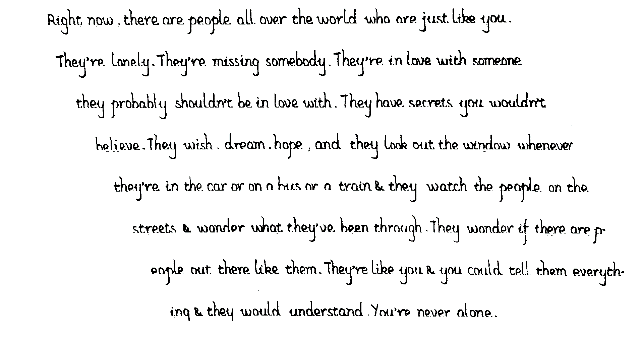 Right now, there are people all over the world who are just like you.
They're lonely. They're missing somebody. They're in love with someone
they probably shouldn't be in love with. They have secrets you wouldn't
believe. They wish, dream, hope, and they look out the window whenever
they're in the car or on a bus or a train & they watch the people on the
streets & wonder what they've been through. They wonder if there are p-
eople out there like them. They're like you & you could tell them everyth-
ing & they would understand. You're never alone..